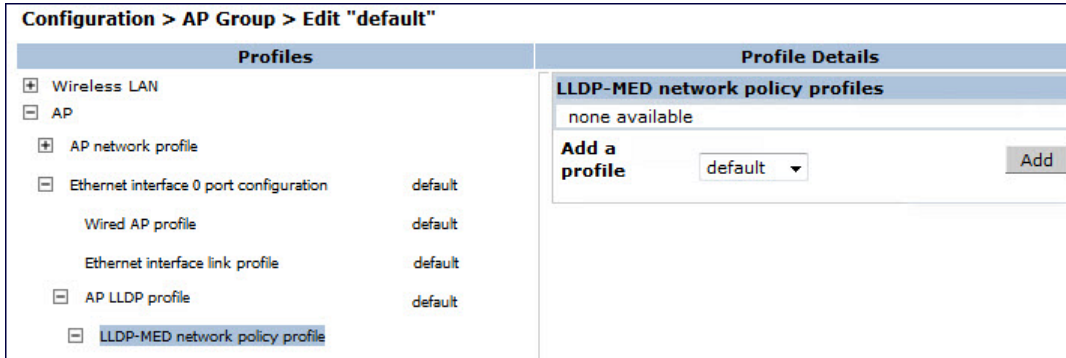 Configuration > AP Group > Edit "default"
Profiles
Wireless LAN
AP
AP network profile
Ethernet interface 0 port configuration default
Wired AP profile default
Ethernet interface link profile default
AP LLDP profile default
LLDP-MED network policy profile
Profile Details
LLDP-MED network policy profiles
none available
Add a
profile default Add